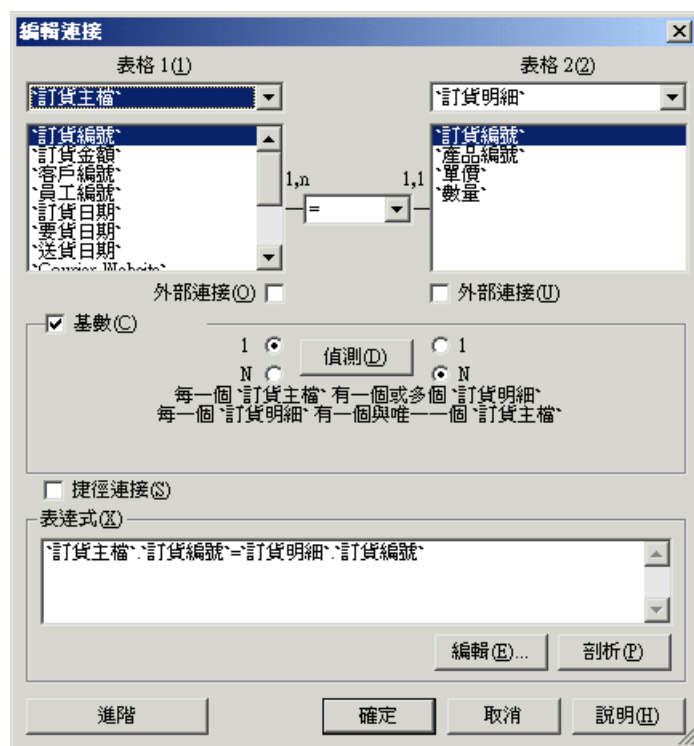 編輯連接
表格 1(1)
表格 2(2)
`訂貨主檔`
`訂貨明細`
`訂貨編號`
`訂貨金額`
`客戶編號`
`員工編號`
`訂貨日期`
`要貨日期`
`送貨日期`
`Courier Website`
1,n
=
1,1
`訂貨編號`
`產品編號`
`單價`
`數量`
外部連接(O)
外部連接(U)
基數(C)
1
偵測(D)
1
N
N
每一個 `訂貨主檔` 有一個或多個 `訂貨明細`
每一個 `訂貨明細` 有一個與唯一一個 `訂貨主檔`
捷徑連接(S)
表達式(X)
`訂貨主檔`.`訂貨編號`=`訂貨明細`.`訂貨編號`
編輯(E)...
剖析(P)
進階
確定
取消
說明(H)